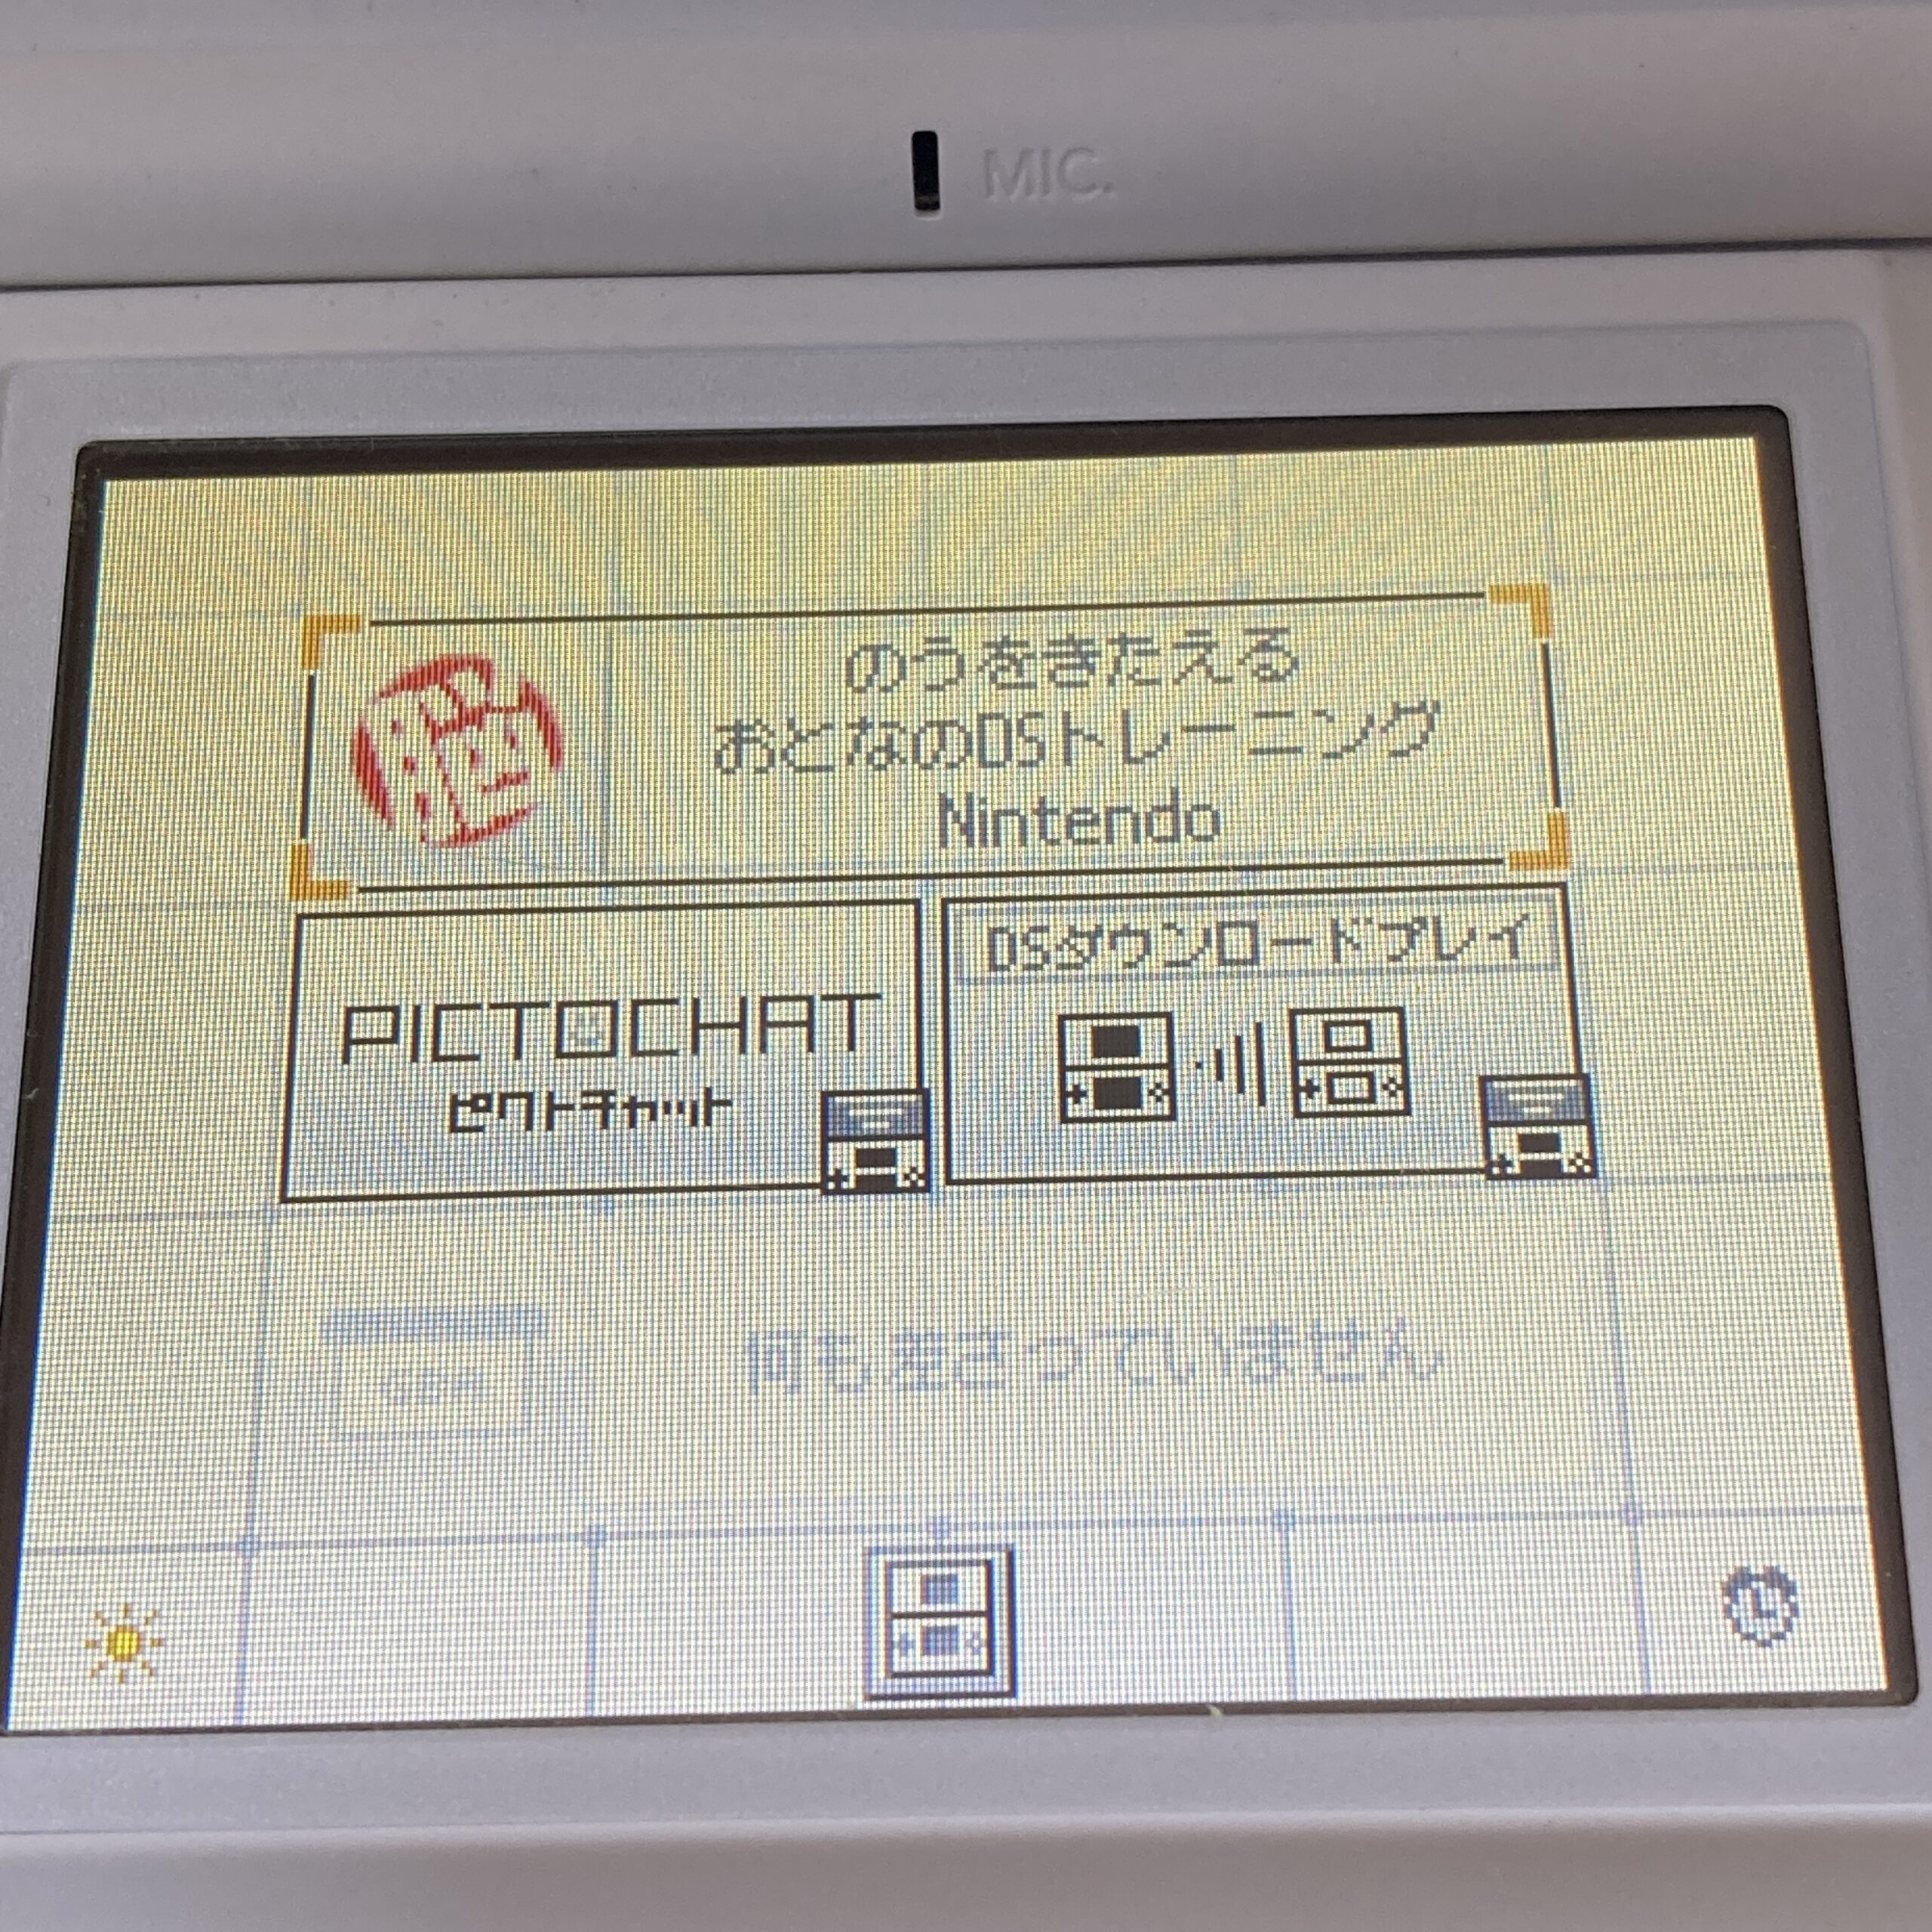 MIC.
脳
のうをきたえる
おとなのDSトレーニング
Nintendo
PICTOCHAT
ピクトチャット
DSダウンロードプレイ
何も差さっていません